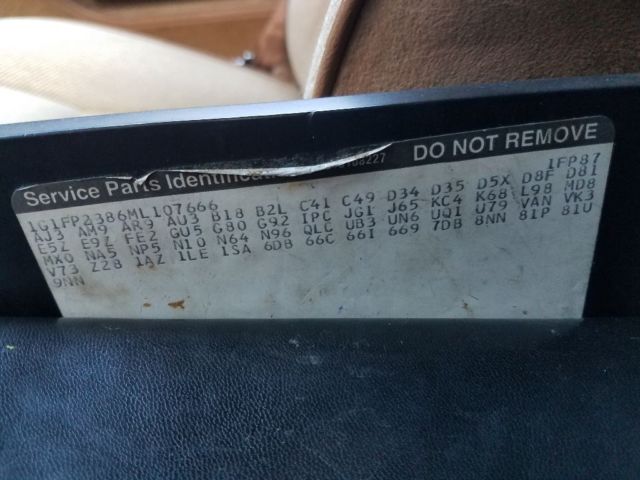 Service Parts Identificat 08227 DO NOT REMOVE
1G1FP2386ML107666 1FP87
AJ3 AM9 AR9 AU3 B18 B2L C41 C49 D34 D35 D5X D8F D81
E5Z E9Z FE2 GU5 G80 G92 IPC JG1 J65 KC4 K68 L98 MD8
MX0 NA5 NP5 N10 N64 N96 QLC UB3 UN6 UQ1 U79 VAN VK3
V73 Z28 1AZ 1LE 1SA 6DB 66C 66I 669 7DB 8NN 81P 81U
9NN